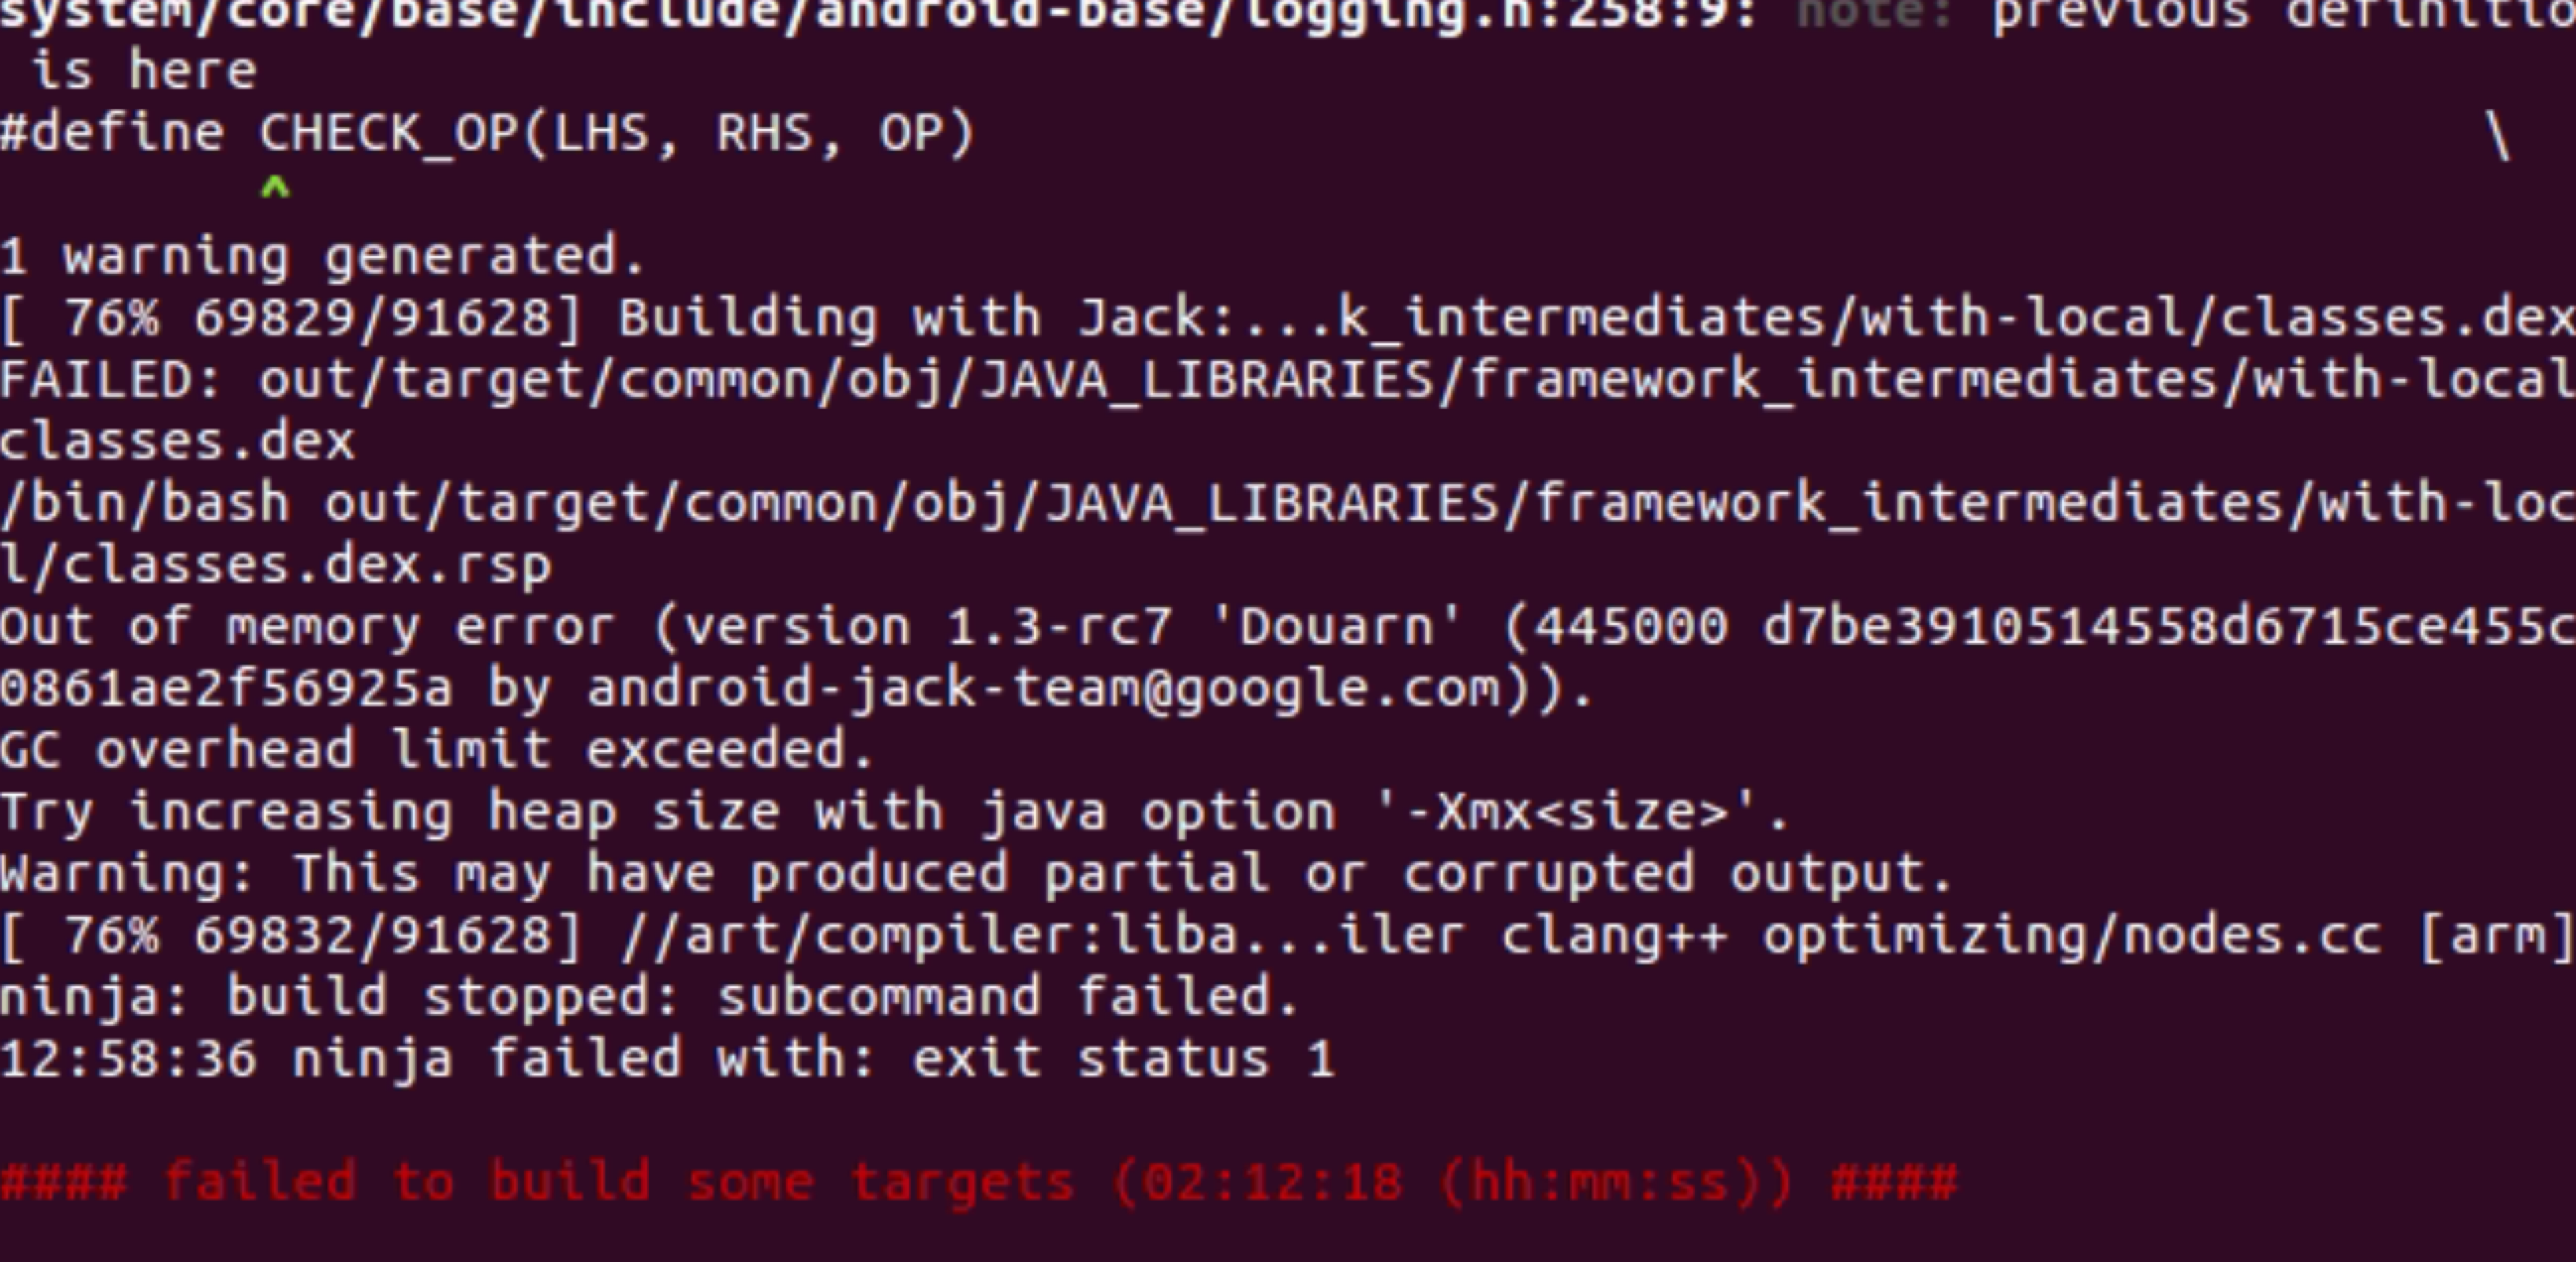 system/core/base/include/android-base/logging.h:258:9: note: previous definitio
 is here
#define CHECK_OP(LHS, RHS, OP) \
^
1 warning generated.
[ 76% 69829/91628] Building with Jack:...k_intermediates/with-local/classes.dex
FAILED: out/target/common/obj/JAVA_LIBRARIES/framework_intermediates/with-local
classes.dex
/bin/bash out/target/common/obj/JAVA_LIBRARIES/framework_intermediates/with-loc
l/classes.dex.rsp
Out of memory error (version 1.3-rc7 'Douarn' (445000 d7be3910514558d6715ce455c
0861ae2f56925a by android-jack-team@google.com)).
GC overhead limit exceeded.
Try increasing heap size with java option '-Xmx<size>'.
Warning: This may have produced partial or corrupted output.
[ 76% 69832/91628] //art/compiler:liba...iler clang++ optimizing/nodes.cc [arm]
ninja: build stopped: subcommand failed.
12:58:36 ninja failed with: exit status 1
#### failed to build some targets (02:12:18 (hh:mm:ss)) ####